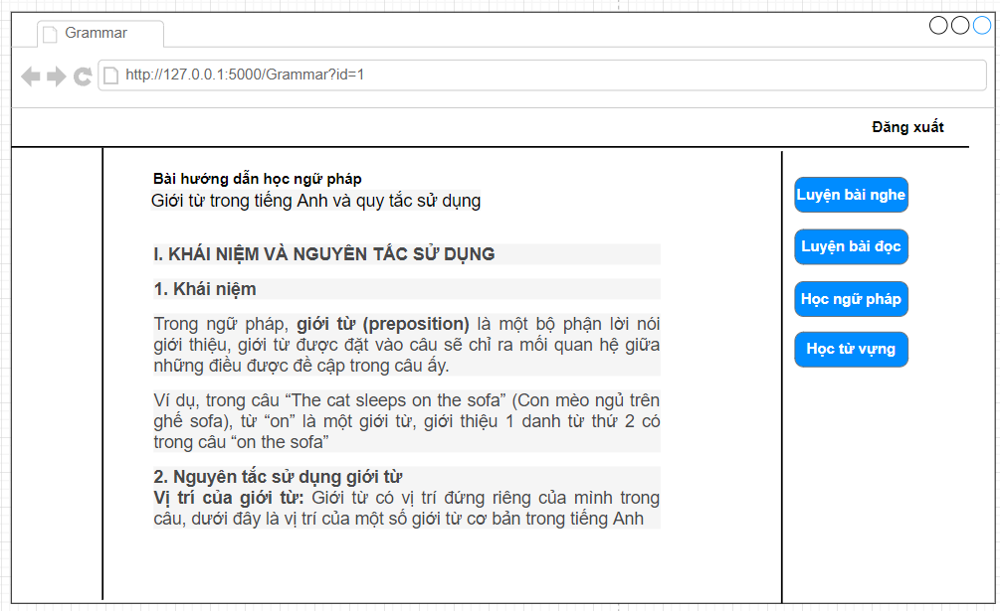 Grammar
http://127.0.0.1:5000/Grammar?id=1
Đăng xuất
Bài hướng dẫn học ngữ pháp
Giới từ trong tiếng Anh và quy tắc sử dụng
I. KHÁI NIỆM VÀ NGUYÊN TẮC SỬ DỤNG
1. Khái niệm
Trong ngữ pháp, giới từ (preposition) là một bộ phận lời nói
giới thiệu, giới từ được đặt vào câu sẽ chỉ ra mối quan hệ giữa
những điều được đề cập trong câu ấy.
Ví dụ, trong câu “The cat sleeps on the sofa” (Con mèo ngủ trên
ghế sofa), từ “on” là một giới từ, giới thiệu 1 danh từ thứ 2 có
trong câu “on the sofa”
2. Nguyên tắc sử dụng giới từ
Vị trí của giới từ: Giới từ có vị trí đứng riêng của mình trong
câu, dưới đây là vị trí của một số giới từ cơ bản trong tiếng Anh
Luyện bài nghe
Luyện bài đọc
Học ngữ pháp
Học từ vựng